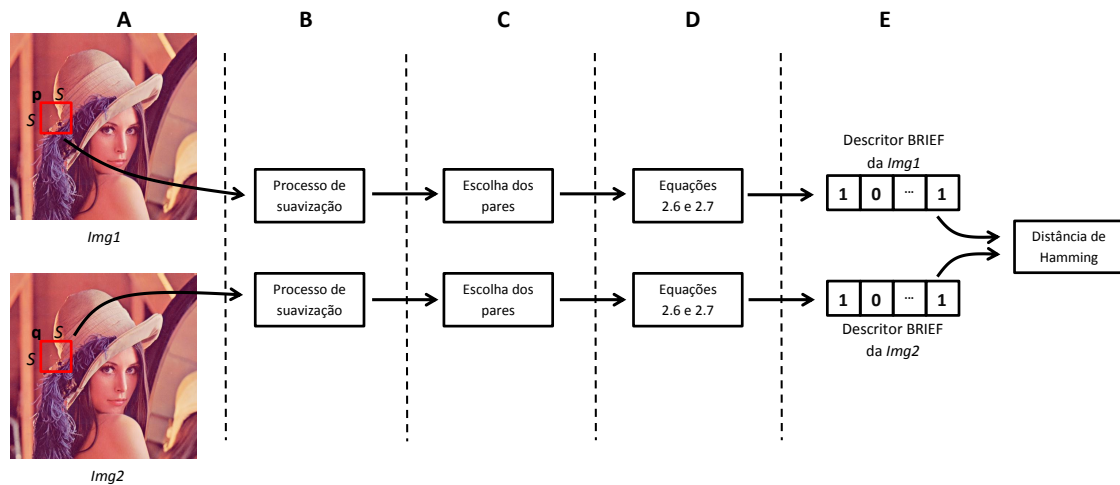 A B C D E
p S
S
Img1
Processo de
suavização
Escolha dos
pares
Equações
2.6 e 2.7
Descritor BRIEF
da Img1
1 0 ... 1
Distância de
Hamming
q S
S
Img2
Processo de
suavização
Escolha dos
pares
Equações
2.6 e 2.7
1 0 ... 1
Descritor BRIEF
da Img2